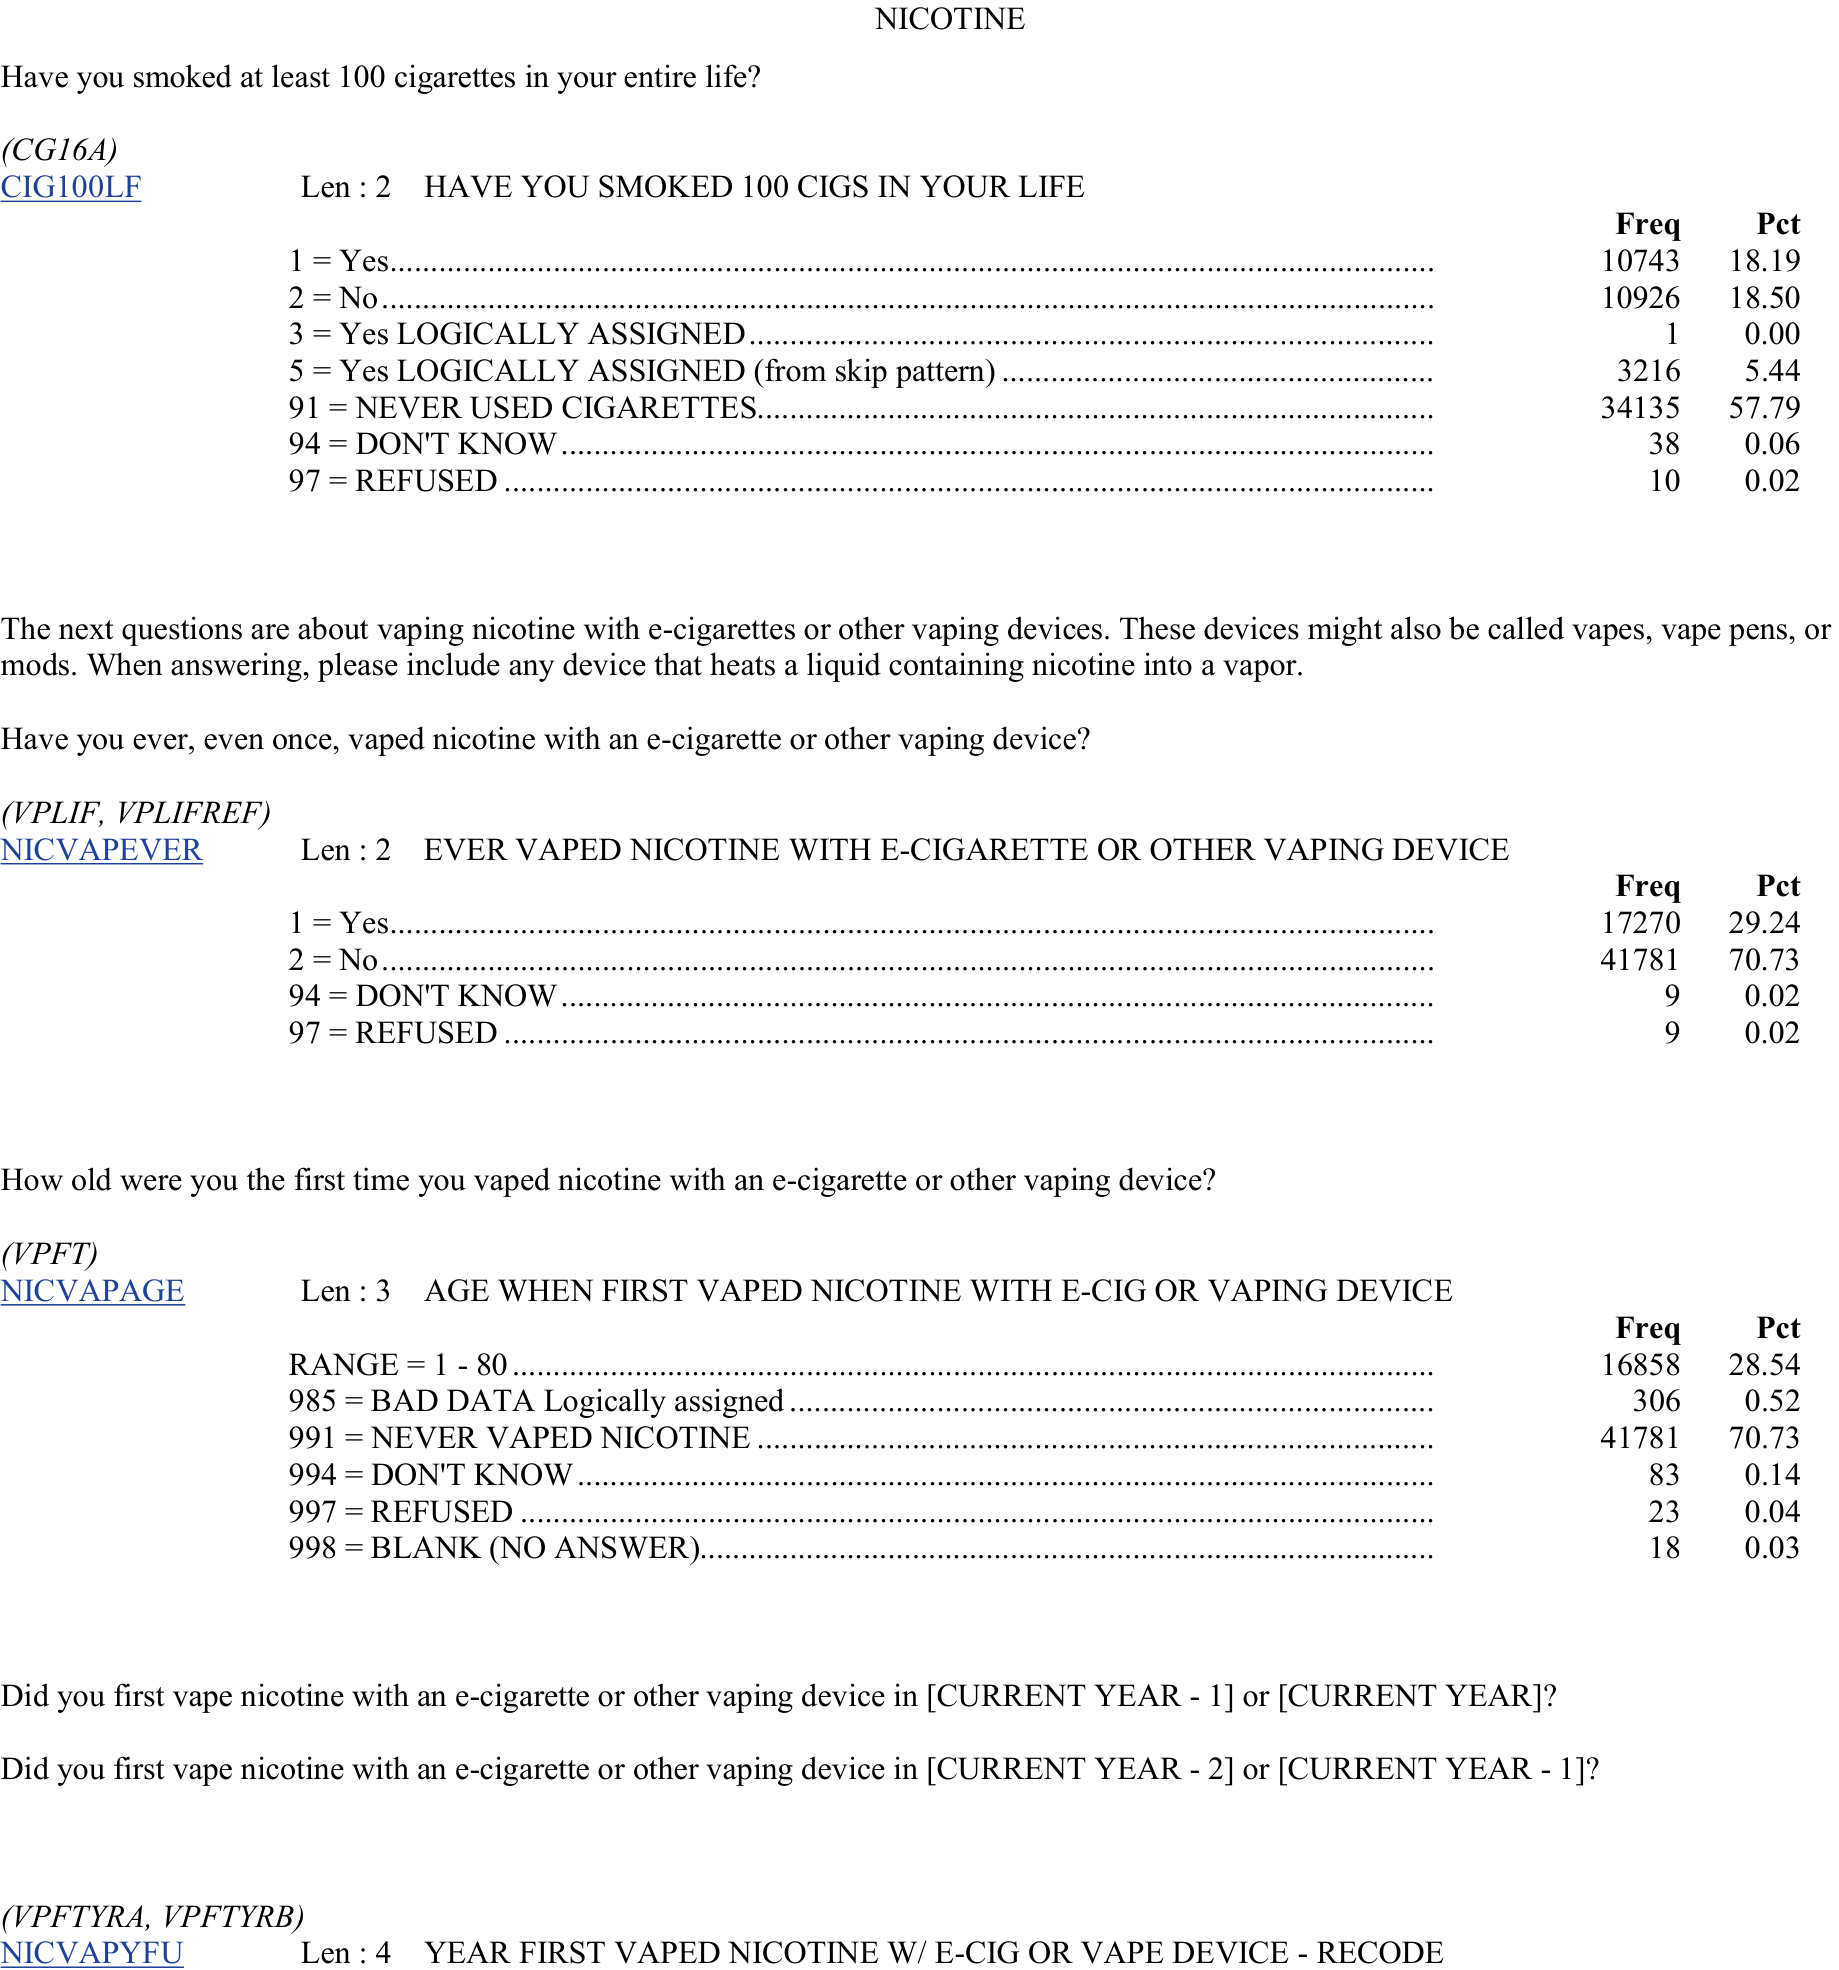 NICOTINE
Have you smoked at least 100 cigarettes in your entire life?
(CG16A)
CIG100LF Len : 2 HAVE YOU SMOKED 100 CIGS IN YOUR LIFE
Freq Pct
1 = Yes.......... 10743 18.19
2 = No.......... 10926 18.50
3 = Yes LOGICALLY ASSIGNED.......... 1 0.00
5 = Yes LOGICALLY ASSIGNED (from skip pattern).......... 3216 5.44
91 = NEVER USED CIGARETTES.......... 34135 57.79
94 = DON'T KNOW.......... 38 0.06
97 = REFUSED.......... 10 0.02
The next questions are about vaping nicotine with e-cigarettes or other vaping devices. These devices might also be called vapes, vape pens, or
mods. When answering, please include any device that heats a liquid containing nicotine into a vapor.
Have you ever, even once, vaped nicotine with an e-cigarette or other vaping device?
(VPLIF, VPLIFREF)
NICVAPEVER Len : 2 EVER VAPED NICOTINE WITH E-CIGARETTE OR OTHER VAPING DEVICE
Freq Pct
1 = Yes.......... 17270 29.24
2 = No.......... 41781 70.73
94 = DON'T KNOW.......... 9 0.02
97 = REFUSED.......... 9 0.02
How old were you the first time you vaped nicotine with an e-cigarette or other vaping device?
(VPFT)
NICVAPAGE Len : 3 AGE WHEN FIRST VAPED NICOTINE WITH E-CIG OR VAPING DEVICE
Freq Pct
RANGE = 1 - 80.......... 16858 28.54
985 = BAD DATA Logically assigned.......... 306 0.52
991 = NEVER VAPED NICOTINE.......... 41781 70.73
994 = DON'T KNOW.......... 83 0.14
997 = REFUSED.......... 23 0.04
998 = BLANK (NO ANSWER).......... 18 0.03
Did you first vape nicotine with an e-cigarette or other vaping device in [CURRENT YEAR - 1] or [CURRENT YEAR]?
Did you first vape nicotine with an e-cigarette or other vaping device in [CURRENT YEAR - 2] or [CURRENT YEAR - 1]?
(VPFTYRA, VPFTYRB)
NICVAPYFU Len : 4 YEAR FIRST VAPED NICOTINE W/ E-CIG OR VAPE DEVICE - RECODE